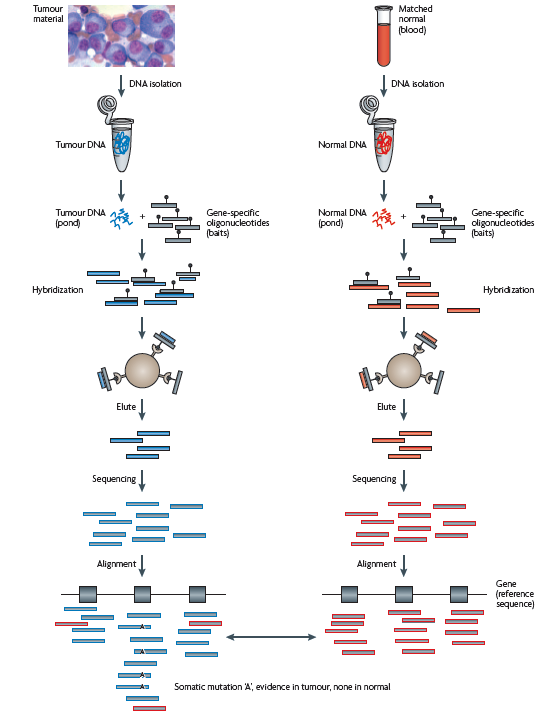 Tumour
material
Matched
normal
(blood)
DNA isolation
DNA isolation
Tumour DNA
Normal DNA
Tumour DNA
(pond)
+
Gene-specific
oligonucleotides
(baits)
Normal DNA
(pond)
+
Gene-specific
oligonucleotides
(baits)
Hybridization
Hybridization
Elute
Elute
Sequencing
Sequencing
Alignment
Alignment
Gene
(reference
sequence)
A
A
A
A
Somatic mutation 'A', evidence in tumour, none in normal